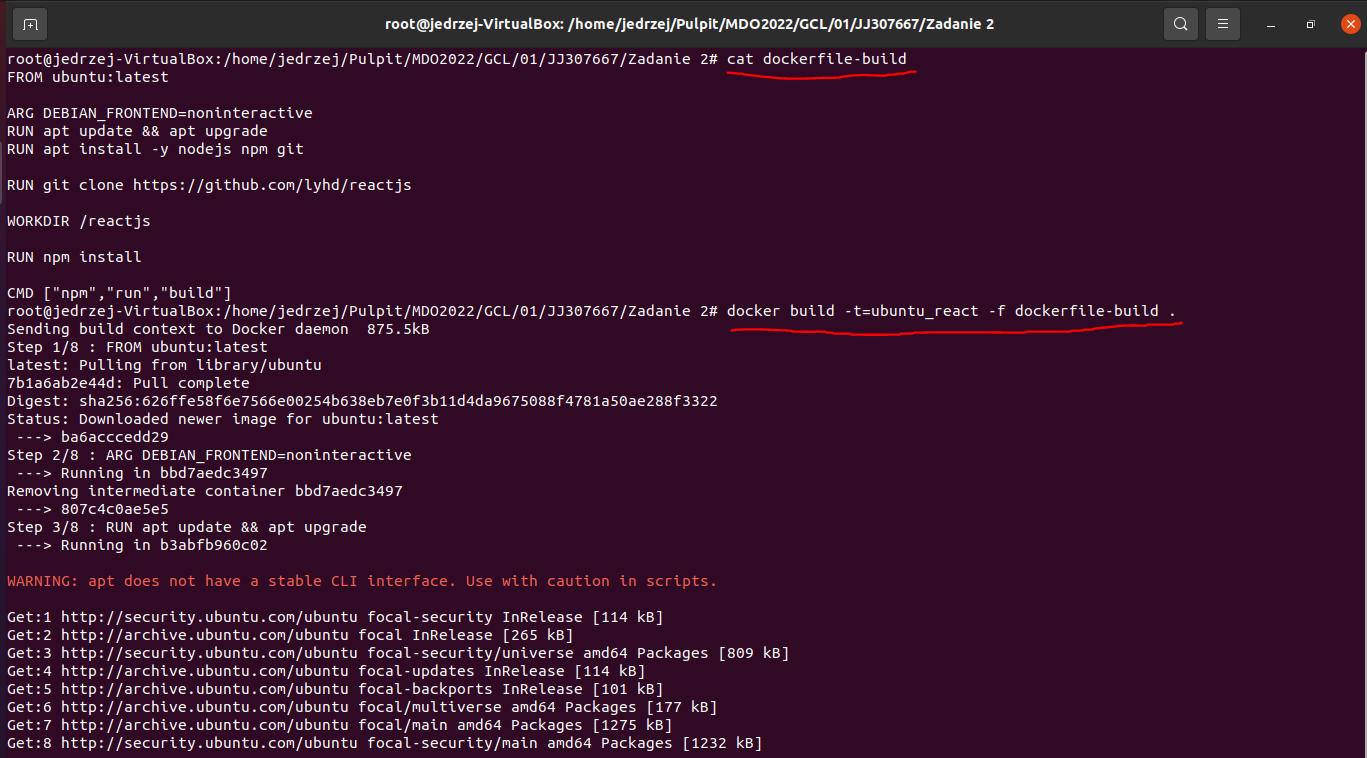 root@jedrzej-VirtualBox: /home/jedrzej/Pulpit/MDO2022/GCL/01/JJ307667/Zadanie 2
root@jedrzej-VirtualBox:/home/jedrzej/Pulpit/MDO2022/GCL/01/JJ307667/Zadanie 2# cat dockerfile-build
FROM ubuntu:latest
ARG DEBIAN_FRONTEND=noninteractive
RUN apt update && apt upgrade
RUN apt install -y nodejs npm git
RUN git clone https://github.com/lyhd/reactjs
WORKDIR /reactjs
RUN npm install
CMD ["npm","run","build"]
root@jedrzej-VirtualBox:/home/jedrzej/Pulpit/MDO2022/GCL/01/JJ307667/Zadanie 2# docker build -t=ubuntu_react -f dockerfile-build .
Sending build context to Docker daemon  875.5kB
Step 1/8 : FROM ubuntu:latest
latest: Pulling from library/ubuntu
7b1a6ab2e44d: Pull complete
Digest: sha256:626ffe58f6e7566e00254b638eb7e0f3b11d4da9675088f4781a50ae288f3322
Status: Downloaded newer image for ubuntu:latest
 ---> ba6acccedd29
Step 2/8 : ARG DEBIAN_FRONTEND=noninteractive
 ---> Running in bbd7aedc3497
Removing intermediate container bbd7aedc3497
 ---> 807c4c0ae5e5
Step 3/8 : RUN apt update && apt upgrade
 ---> Running in b3abfb960c02
WARNING: apt does not have a stable CLI interface. Use with caution in scripts.
Get:1 http://security.ubuntu.com/ubuntu focal-security InRelease [114 kB]
Get:2 http://archive.ubuntu.com/ubuntu focal InRelease [265 kB]
Get:3 http://security.ubuntu.com/ubuntu focal-security/universe amd64 Packages [809 kB]
Get:4 http://archive.ubuntu.com/ubuntu focal-updates InRelease [114 kB]
Get:5 http://archive.ubuntu.com/ubuntu focal-backports InRelease [101 kB]
Get:6 http://archive.ubuntu.com/ubuntu focal/multiverse amd64 Packages [177 kB]
Get:7 http://archive.ubuntu.com/ubuntu focal/main amd64 Packages [1275 kB]
Get:8 http://security.ubuntu.com/ubuntu focal-security/main amd64 Packages [1232 kB]